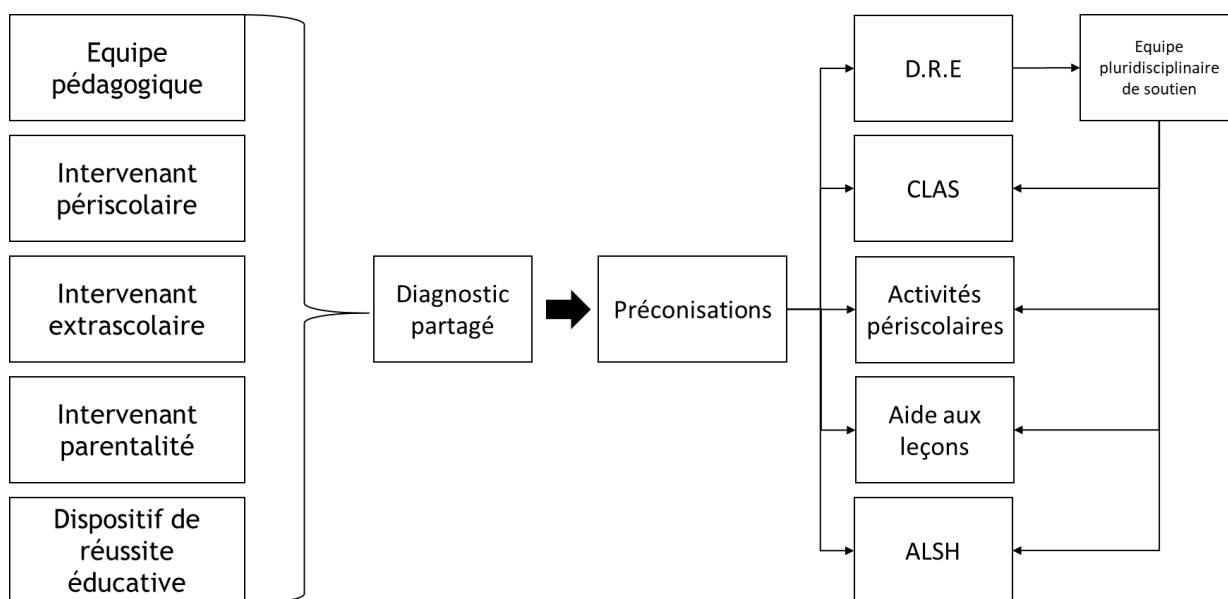 Equipe
pédagogique
Intervenant
périscolaire
Intervenant
extrascolaire
Intervenant
parentalité
Dispositif de
réussite
éducative
Diagnostic
partagé
Préconisations
D.R.E
CLAS
Activités
périscolaires
Aide aux
leçons
ALSH
Equipe
pluridisciplinaire
de soutien